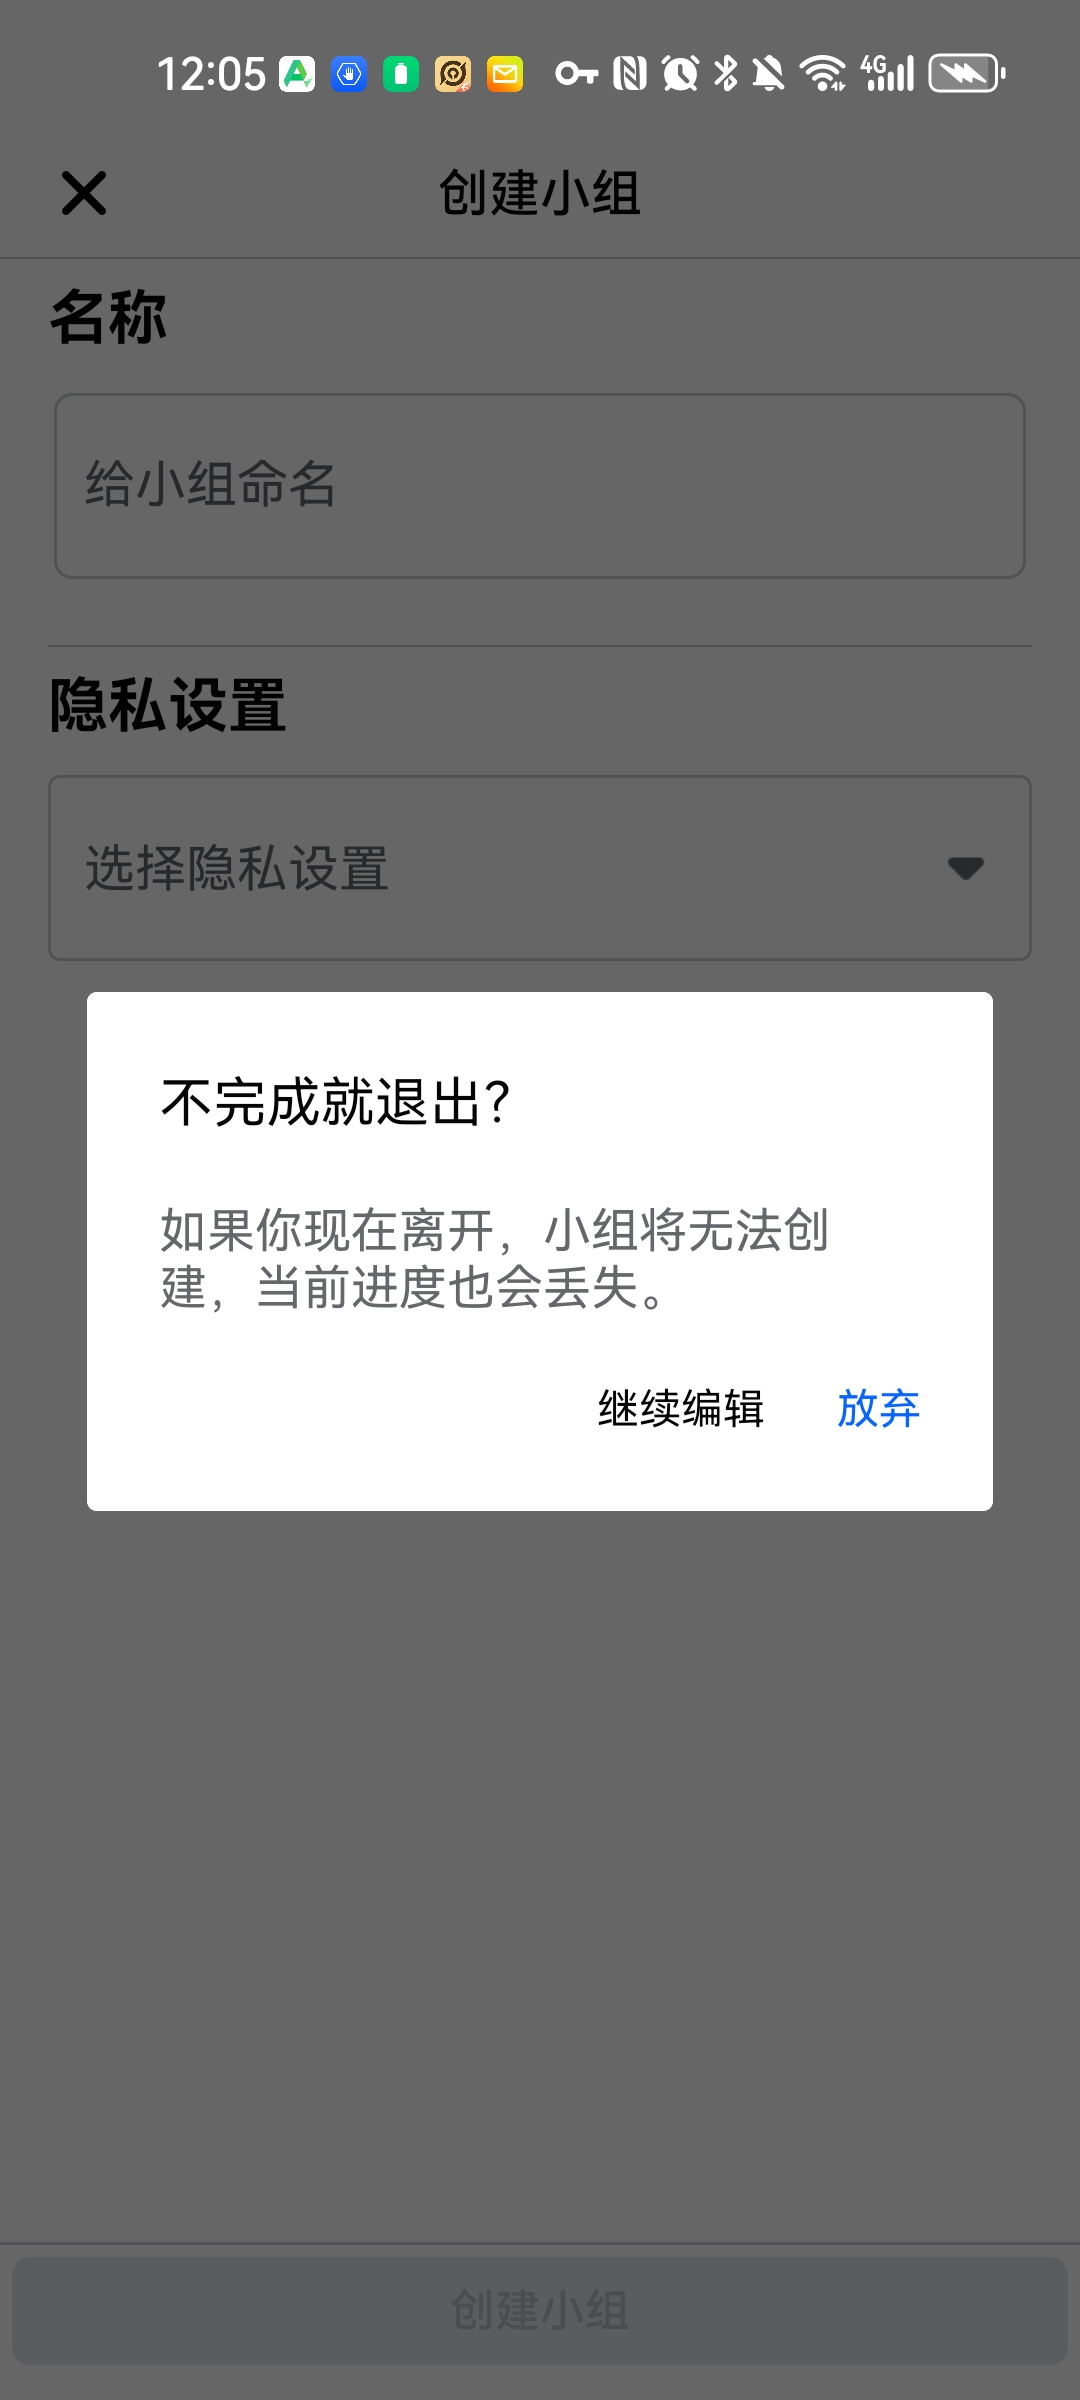 12:05
4G
创建小组
名称
给小组命名
隐私设置
选择隐私设置
不完成就退出？
如果你现在离开，小组将无法创
建，当前进度也会丢失。
继续编辑 放弃
创建小组